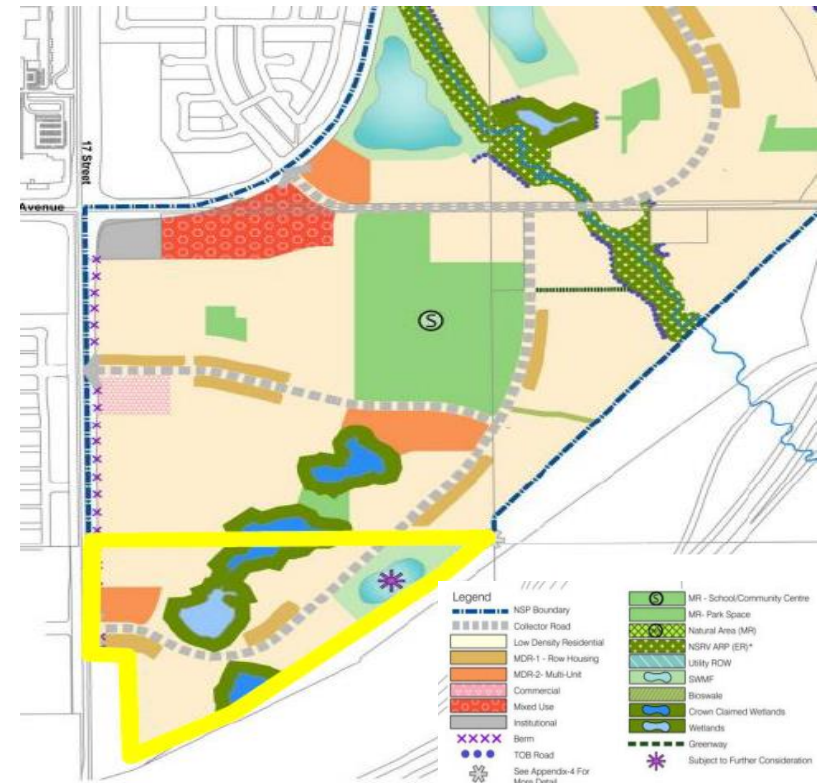 17 Street
Avenue
S
Legend
NSP Boundary
Collector Road
Low Density Residential
MDR-1 - Row Housing
MDR-2- Multi-Unit
Commercial
Mixed Use
Institutional
Berm
TOB Road
See Appendix-4 For
More Detail
MR - School/Community Centre
MR- Park Space
Natural Area (MR)
NSRV ARP (ER)*
Utility ROW
SWMF
Bioswale
Crown Claimed Wetlands
Wetlands
Greenway
Subject to Further Consideration